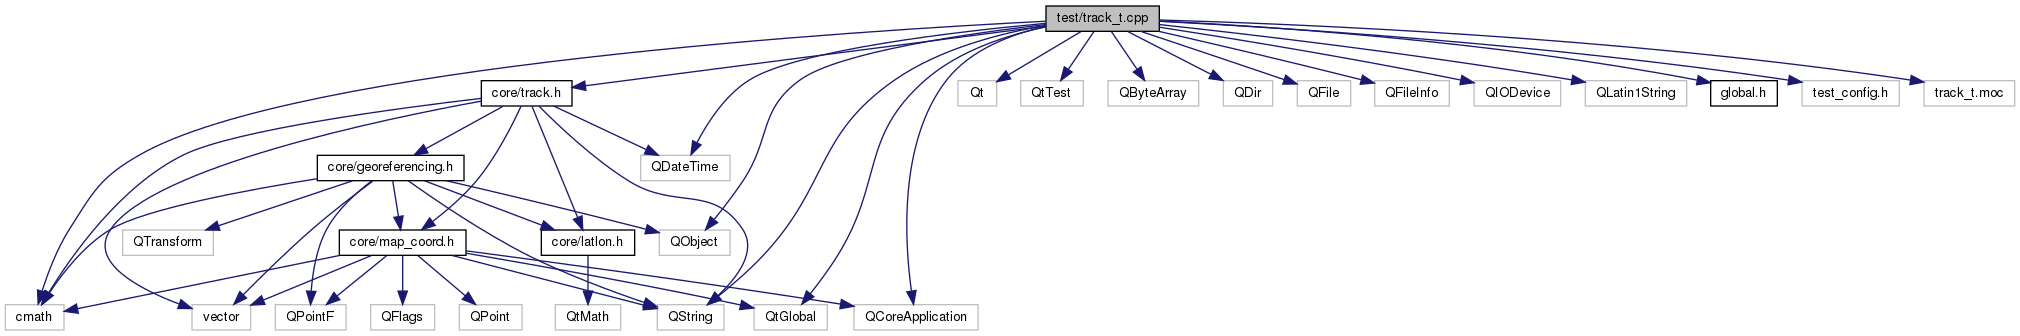 test/track_t.cpp
core/track.h
Qt
QtTest
QByteArray
QDir
QFile
QFileInfo
QIODevice
QLatin1String
global.h
test_config.h
track_t.moc
core/georeferencing.h
QDateTime
QTransform
core/map_coord.h
core/latlon.h
QObject
cmath
vector
QPointF
QFlags
QPoint
QtMath
QString
QtGlobal
QCoreApplication